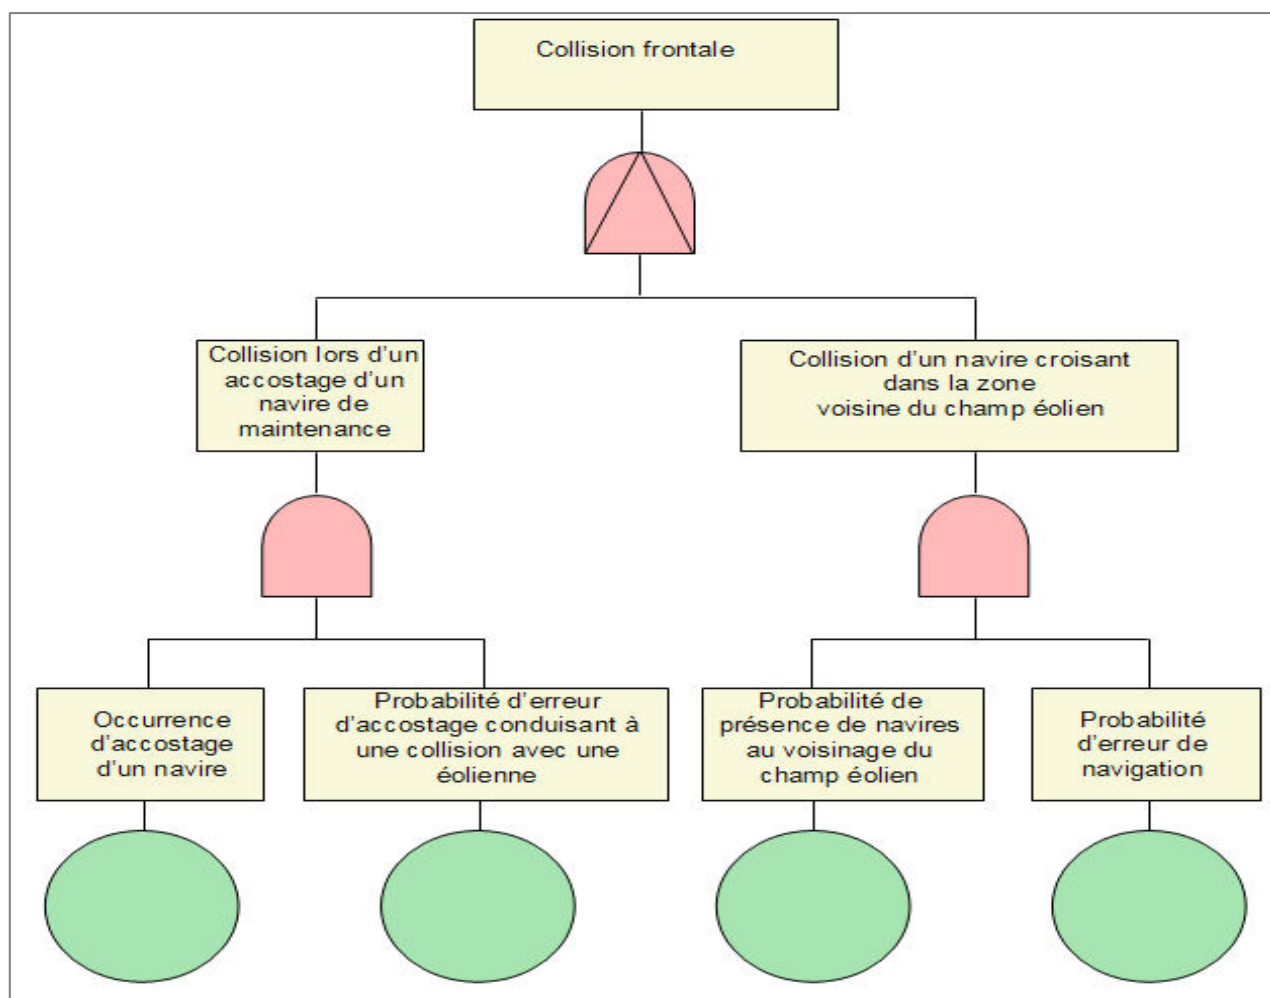 Collision frontale
Collision lors d'un
accostage d'un
navire de
maintenance
Collision d'un navire croisant
dans la zone
voisine du champ éolien
Occurrence
d'accostage
d'un navire
Probabilité d'erreur
d'accostage conduisant à
une collision avec une
éolienne
Probabilité de
présence de navires
au voisinage du
champ éolien
Probabilité
d'erreur de
navigation